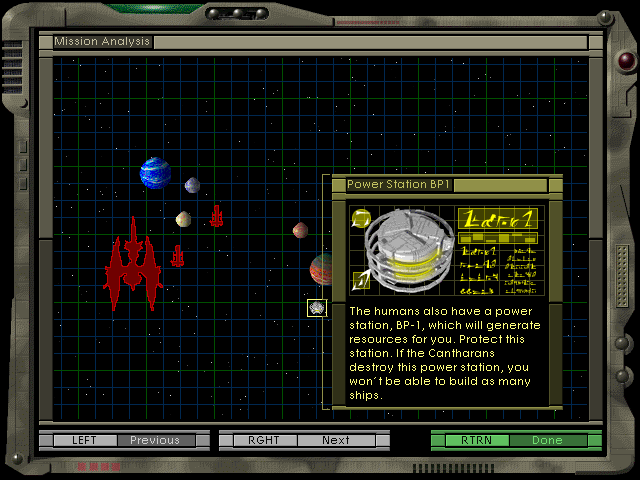 Mission Analysis
Power Station BP1
The humans also have a power
station, BP-1, which will generate
resources for you. Protect this
station. If the Cantharans
destroy this power station, you
won't be able to build as many
ships.
LEFT Previous RGHT Next RTRN Done